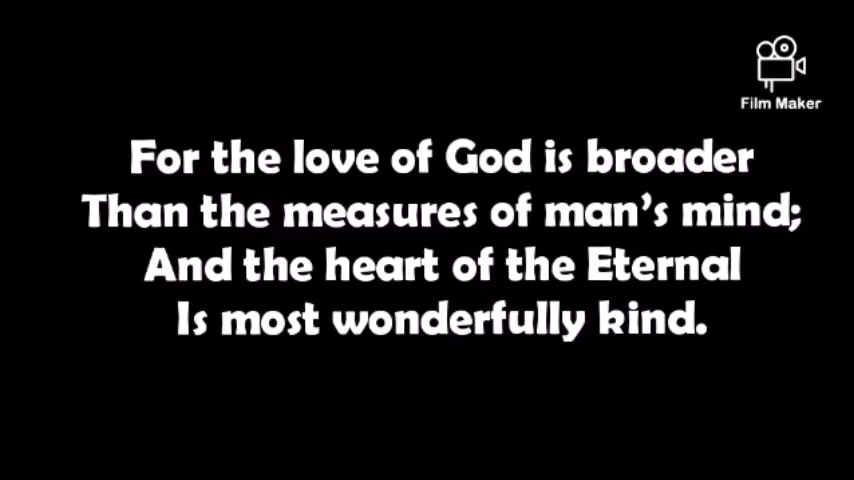 Film Maker
For the love of God is broader
Than the measures of man's mind;
And the heart of the Eternal
Is most wonderfully kind.